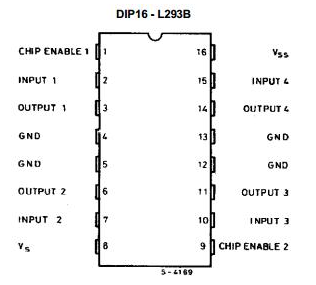 DIP16 - L293B
CHIP ENABLE 1 1 16 Vss
INPUT 1 2 15 INPUT 4
OUTPUT 1 3 14 OUTPUT 4
GND 4 13 GND
GND 5 12 GND
OUTPUT 2 6 11 OUTPUT 3
INPUT 2 7 10 INPUT 3
Vs 8 9 CHIP ENABLE 2
S-4169